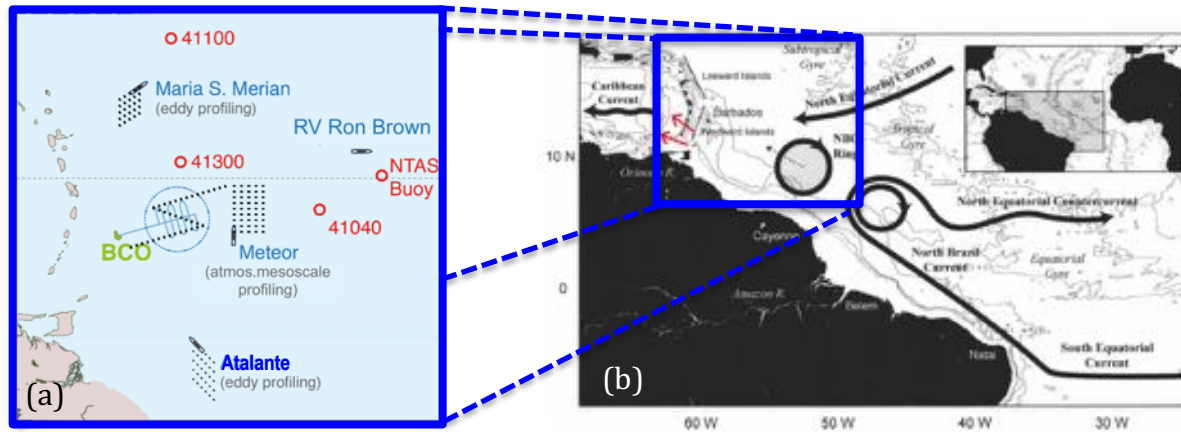 41100
Maria S. Merian
(eddy profiling)
RV Ron Brown
41300
NTAS
Buoy
41040
BCO
Meteor
(atmos.mesoscale
profiling)
Atalante
(eddy profiling)
(a)
Subtropical
Gyre
Leeward Islands
Caribbean
Current
North Equatorial Current
Barbados
Windward Islands
Tropical
Gyre
NBC
Ring
10 N
Orinoco R.
North Equatorial Countercurrent
Cayenne
North Brazil
Current
Equatorial
Gyre
0
Amazon R.
Belem
Natal
South Equatorial
Current
(b)
60 W
50 W
40 W
30 W